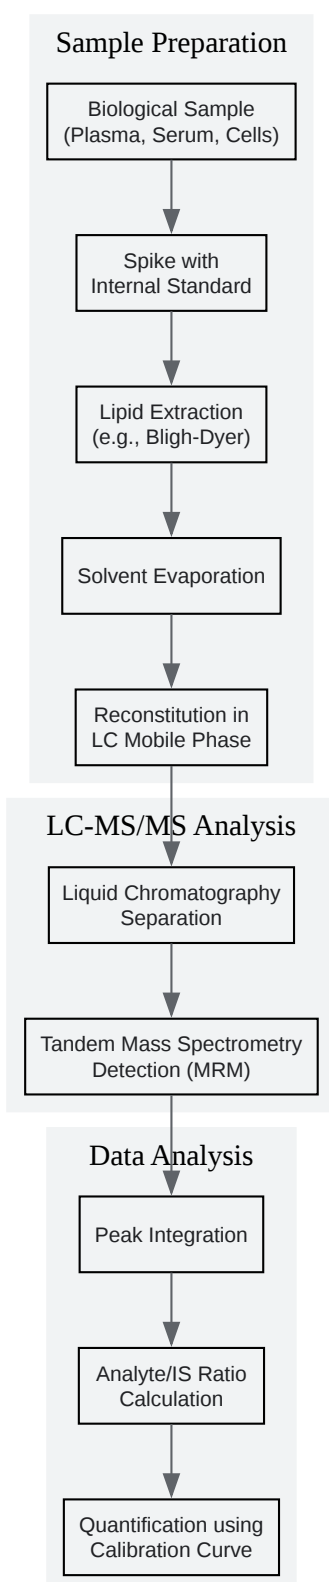 Sample Preparation
Biological Sample
(Plasma, Serum, Cells)
Spike with
Internal Standard
Lipid Extraction
(e.g., Bligh-Dyer)
Solvent Evaporation
Reconstitution in
LC Mobile Phase
LC-MS/MS Analysis
Liquid Chromatography
Separation
Tandem Mass Spectrometry
Detection (MRM)
Data Analysis
Peak Integration
Analyte/IS Ratio
Calculation
Quantification using
Calibration Curve